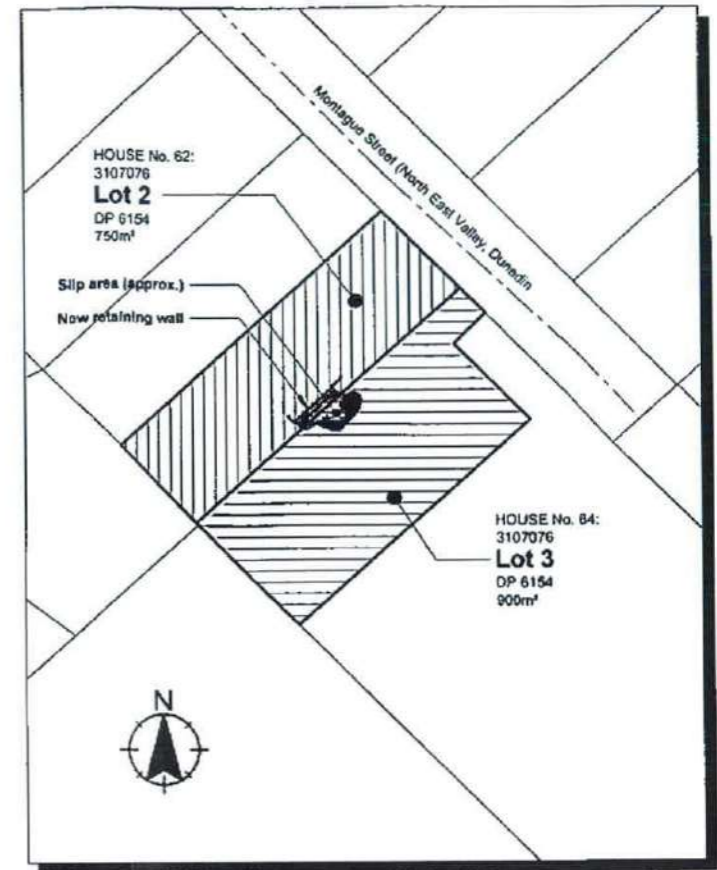 Montague Street (North East Valley, Dunedin
HOUSE No. 62:
3107076
Lot 2
DP 6154
750m²
Slip area (approx.)
New retaining wall
HOUSE No. 64:
3107076
Lot 3
DP 6154
900m²
N